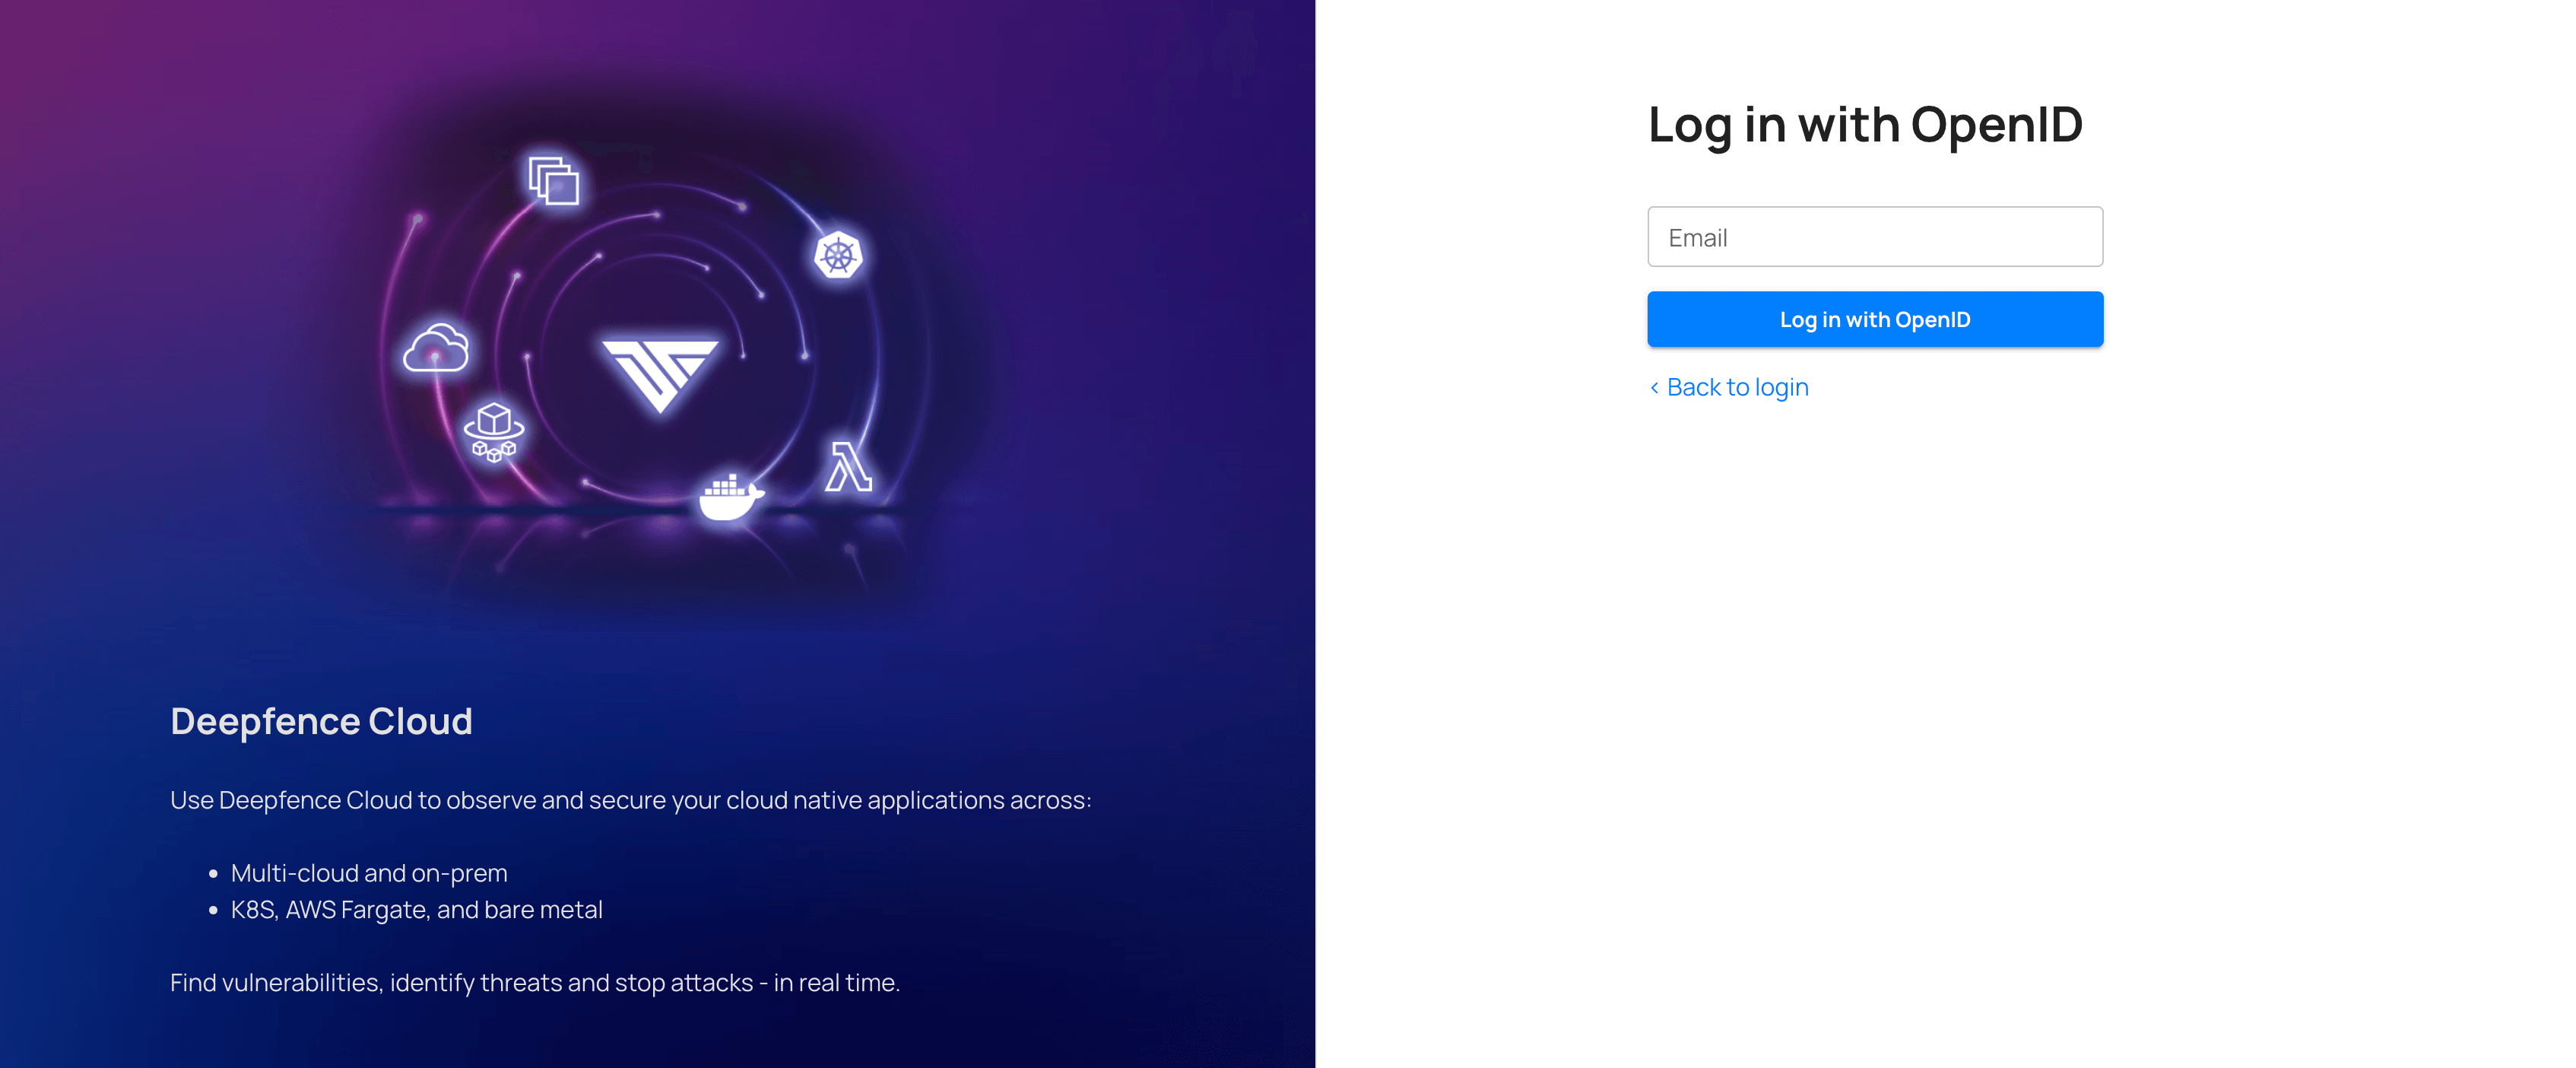 Deepfence Cloud
Use Deepfence Cloud to observe and secure your cloud native applications across:
• Multi-cloud and on-prem
• K8S, AWS Fargate, and bare metal
Find vulnerabilities, identify threats and stop attacks - in real time.
Log in with OpenID
Email
Log in with OpenID
‹ Back to login